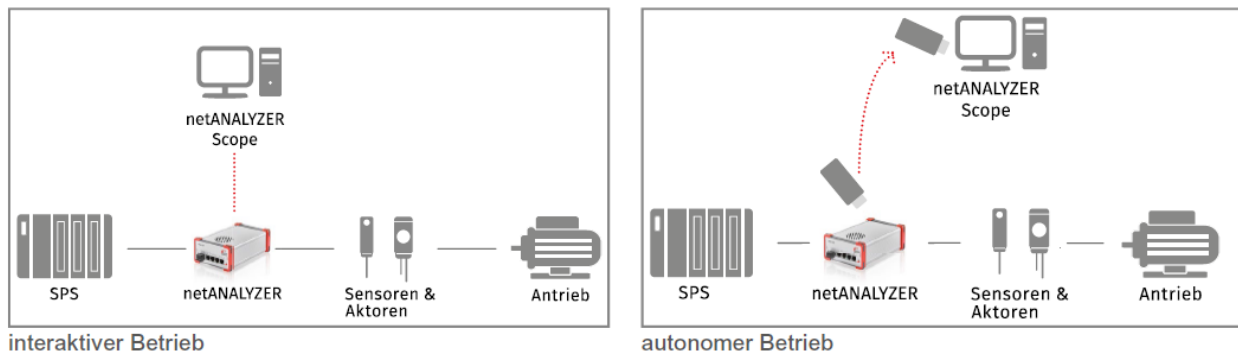 netANALYZER
Scope
SPS
netANALYZER
Sensoren &
Aktoren
Antrieb
interaktiver Betrieb
netANALYZER
Scope
SPS
netANALYZER
Sensoren &
Aktoren
Antrieb
autonomer Betrieb